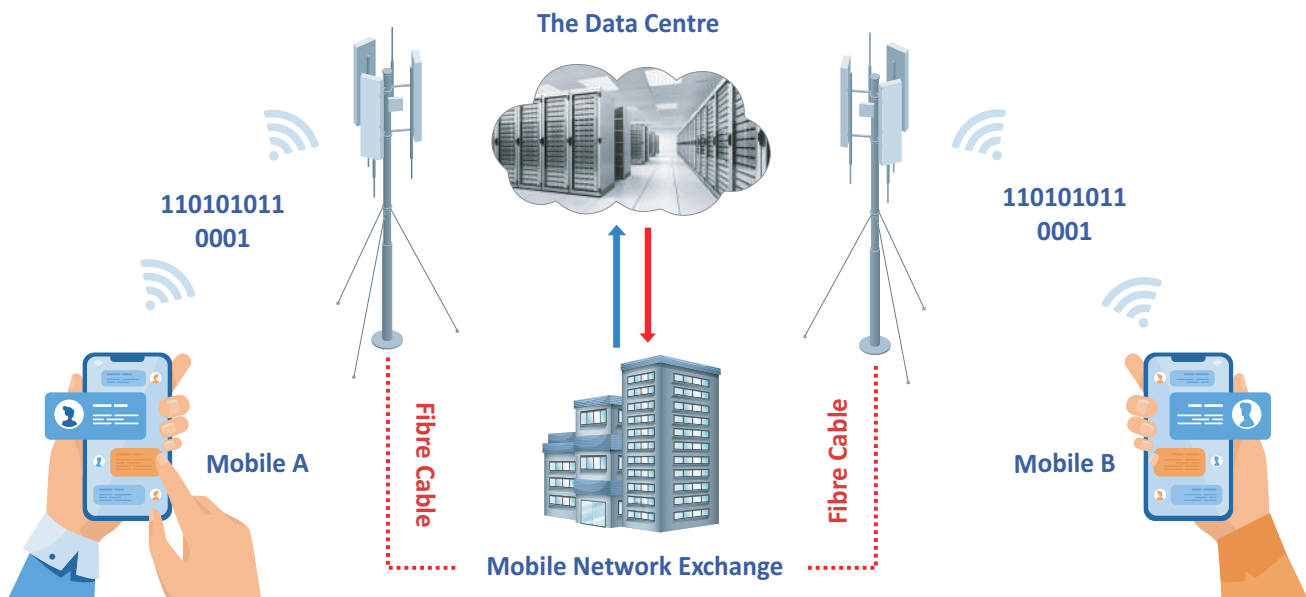 The Data Centre
110101011
0001
110101011
0001
Mobile A
Fibre Cable
Fibre Cable
Mobile B
Mobile Network Exchange